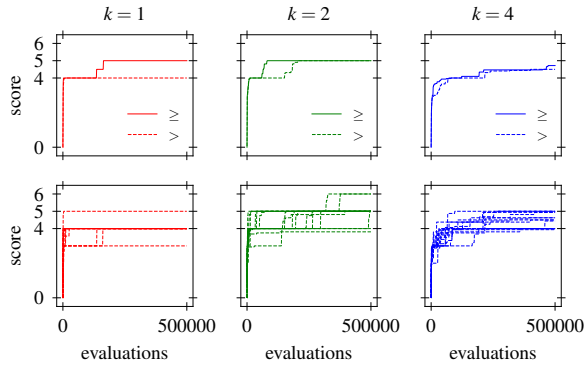 k = 1 k = 2 k = 4
6
5
4
0
score
≥ ≥ ≥
> > >
6
5
4
0
score
0 500000 0 500000 0 500000
evaluations evaluations evaluations